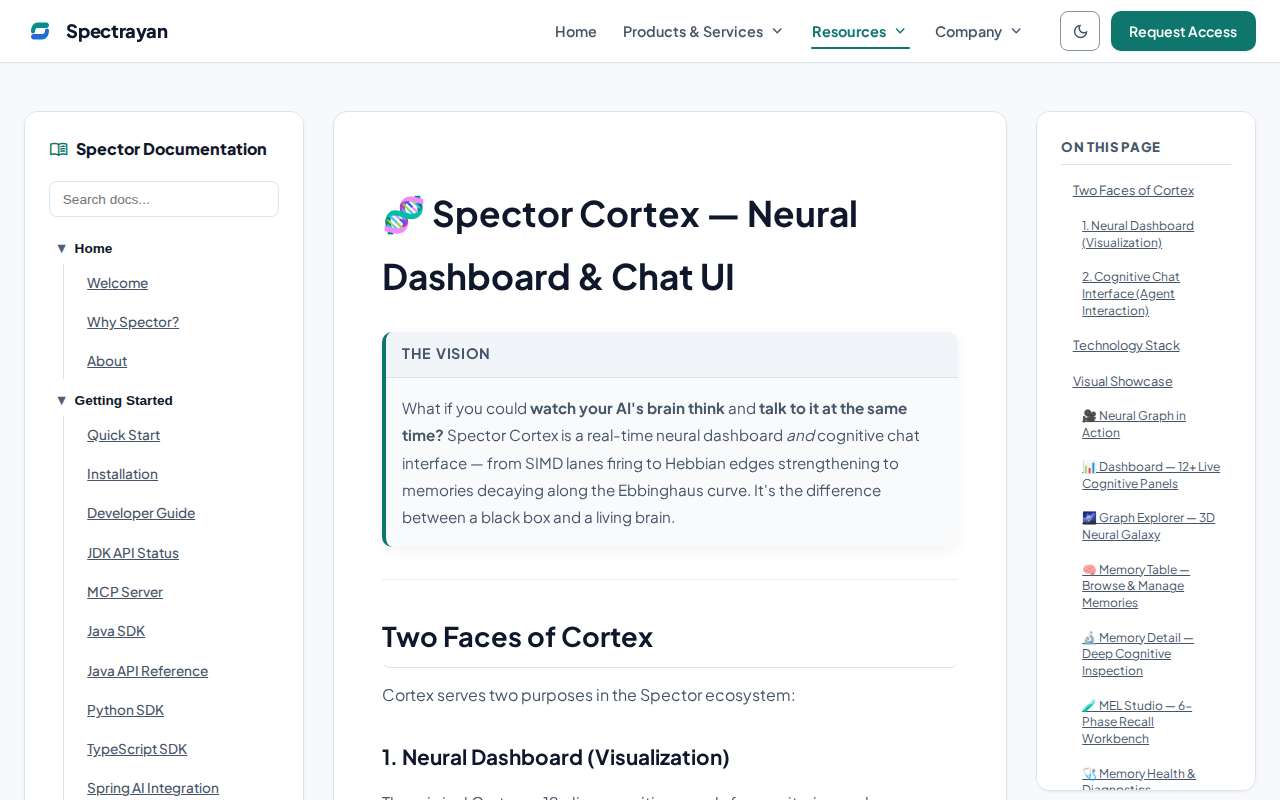 Spectrayan
Home
Products & Services
Resources
Company
Request Access
Spector Documentation
Search docs...
▼ Home
Welcome
Why Spector?
About
▼ Getting Started
Quick Start
Installation
Developer Guide
JDK API Status
MCP Server
Java SDK
Java API Reference
Python SDK
TypeScript SDK
Spring AI Integration
🧬 Spector Cortex — Neural
Dashboard & Chat UI
THE VISION
What if you could watch your AI's brain think and talk to it at the same
time? Spector Cortex is a real-time neural dashboard and cognitive chat
interface — from SIMD lanes firing to Hebbian edges strengthening to
memories decaying along the Ebbinghaus curve. It's the difference
between a black box and a living brain.
Two Faces of Cortex
Cortex serves two purposes in the Spector ecosystem:
1. Neural Dashboard (Visualization)
ON THIS PAGE
Two Faces of Cortex
1. Neural Dashboard
(Visualization)
2. Cognitive Chat
Interface (Agent
Interaction)
Technology Stack
Visual Showcase
🎥 Neural Graph in
Action
📊 Dashboard — 12+ Live
Cognitive Panels
🌌 Graph Explorer — 3D
Neural Galaxy
🧠 Memory Table —
Browse & Manage
Memories
🔬 Memory Detail —
Deep Cognitive
Inspection
🧪 MEL Studio — 6-
Phase Recall
Workbench
🩺 Memory Health &
Diagnostics